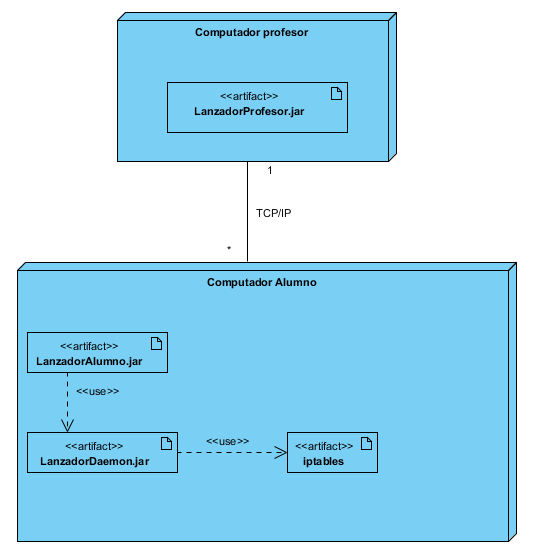 Computador profesor
<<artifact>>
LanzadorProfesor.jar
1
TCP/IP
*
Computador Alumno
<<artifact>>
LanzadorAlumno.jar
<<use>>
<<artifact>>
LanzadorDaemon.jar
<<use>>
<<artifact>>
iptables